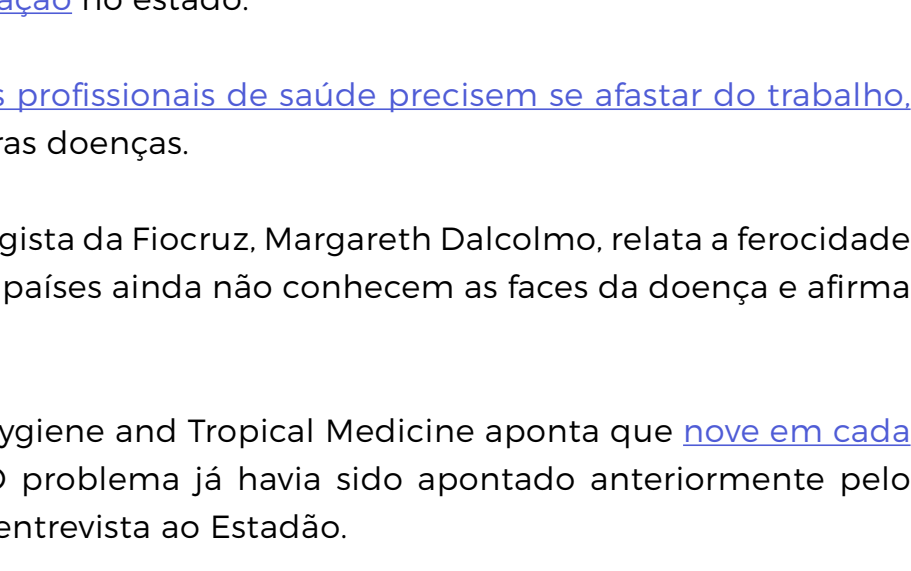 ação no estado.
s profissionais de saúde precisem se afastar do trabalho,
ras doenças.
gista da Fiocruz, Margareth Dalcolmo, relata a ferocidade
países ainda não conhecem as faces da doença e afirma
ygiene and Tropical Medicine aponta que nove em cada
O problema já havia sido apontado anteriormente pelo
entrevista ao Estadão.